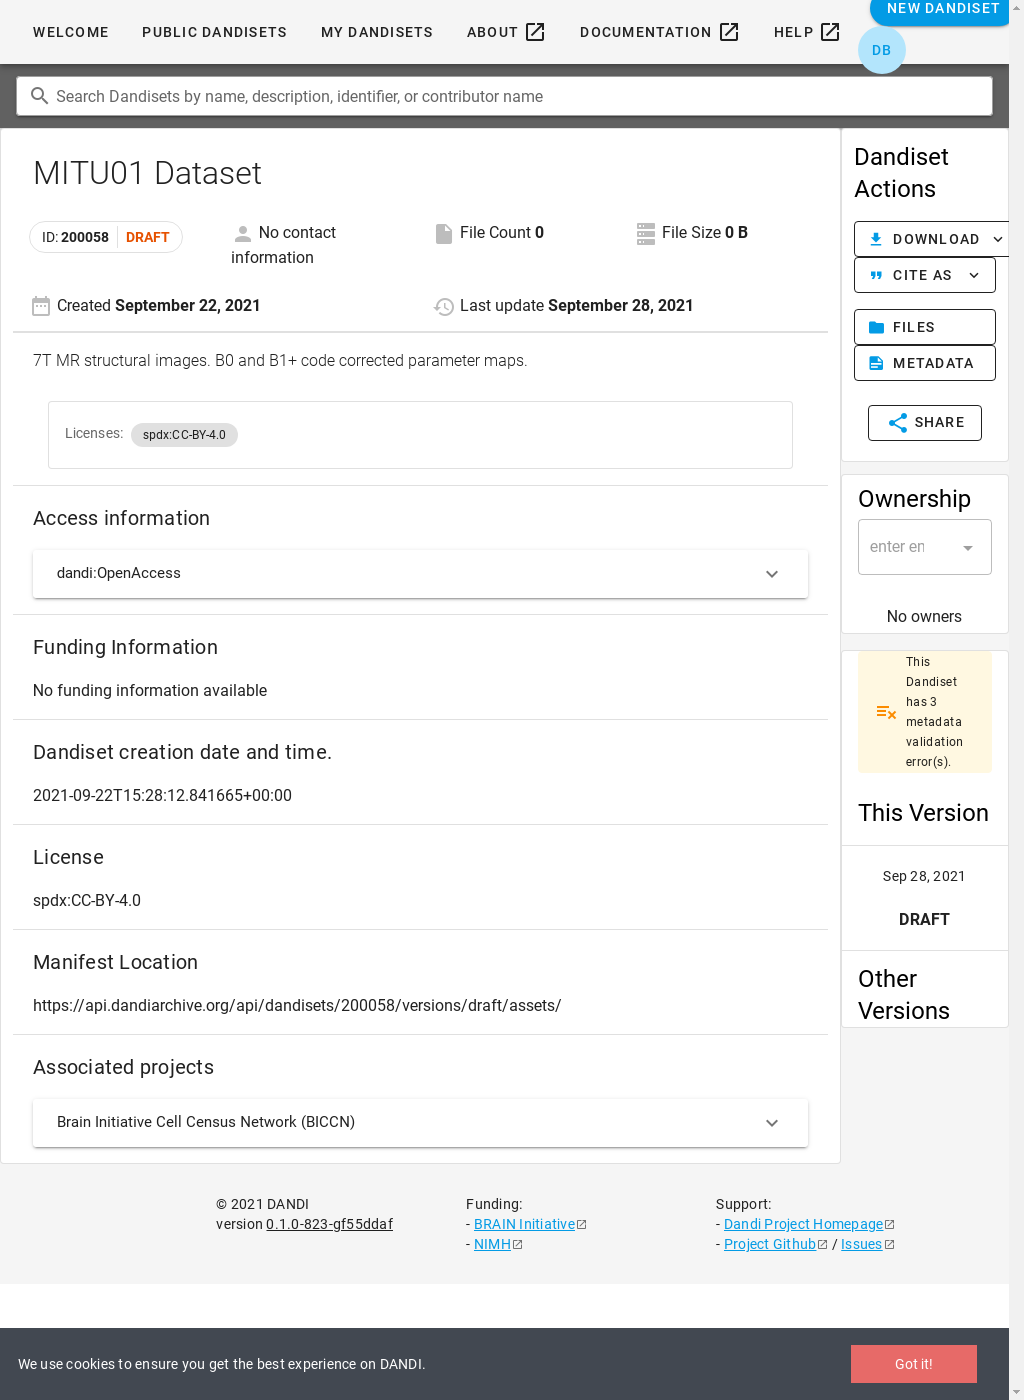 WELCOME PUBLIC DANDISETS MY DANDISETS ABOUT DOCUMENTATION HELP NEW DANDISET
DB
Search Dandisets by name, description, identifier, or contributor name
MITU01 Dataset
ID: 200058 DRAFT
No contact
information
File Count 0
File Size 0 B
Created September 22, 2021
Last update September 28, 2021
7T MR structural images. B0 and B1+ code corrected parameter maps.
Licenses: spdx:CC-BY-4.0
Access information
dandi:OpenAccess
Funding Information
No funding information available
Dandiset creation date and time.
2021-09-22T15:28:12.841665+00:00
License
spdx:CC-BY-4.0
Manifest Location
https://api.dandiarchive.org/api/dandisets/200058/versions/draft/assets/
Associated projects
Brain Initiative Cell Census Network (BICCN)
Dandiset
Actions
DOWNLOAD
CITE AS
FILES
METADATA
SHARE
Ownership
enter en
No owners
This
Dandiset
has 3
metadata
validation
error(s).
This Version
Sep 28, 2021
DRAFT
Other
Versions
© 2021 DANDI
version 0.1.0-823-gf55ddaf
Funding:
- BRAIN Initiative
- NIMH
Support:
- Dandi Project Homepage
- Project Github / Issues
We use cookies to ensure you get the best experience on DANDI.
Got it!